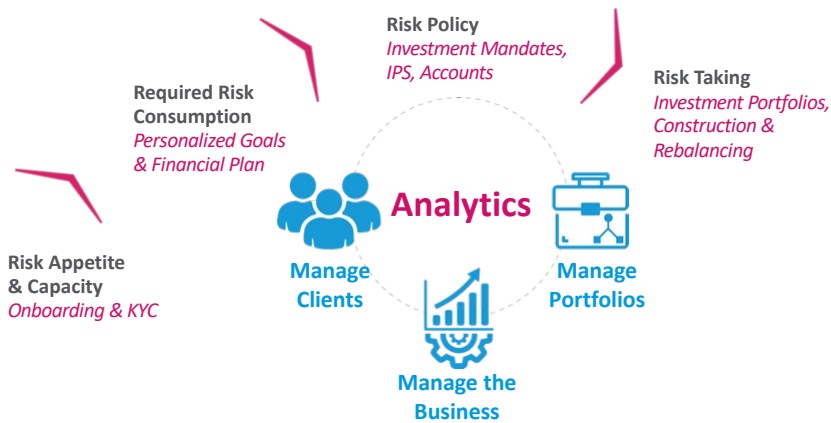 Risk Policy
Investment Mandates,
IPS, Accounts
Risk Taking
Investment Portfolios,
Construction &
Rebalancing
Required Risk
Consumption
Personalized Goals
& Financial Plan
Risk Appetite
& Capacity
Onboarding & KYC
Analytics
Manage
Clients
Manage
Portfolios
Manage the
Business